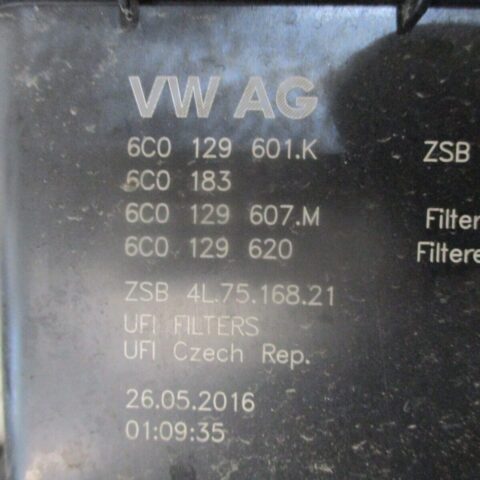 VW AG
6C0 129 601.K ZSB
6C0 183
6C0 129 607.M Filter
6C0 129 620 Filtere
ZSB 4L.75.168.21
UFI FILTERS
UFI Czech Rep.
26.05.2016
01:09:35